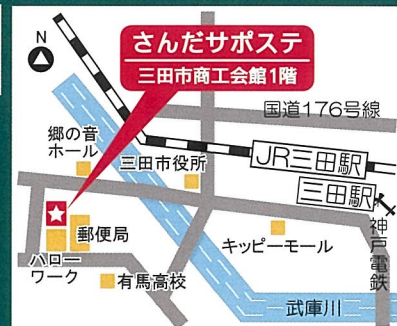 N
さんだサポステ
三田市商工会館1階
国道176号線
郷の音
ホール
三田市役所
JR三田駅
三田駅
神戸電鉄
郵便局
ハロー
ワーク
有馬高校
キッピーモール
武庫川